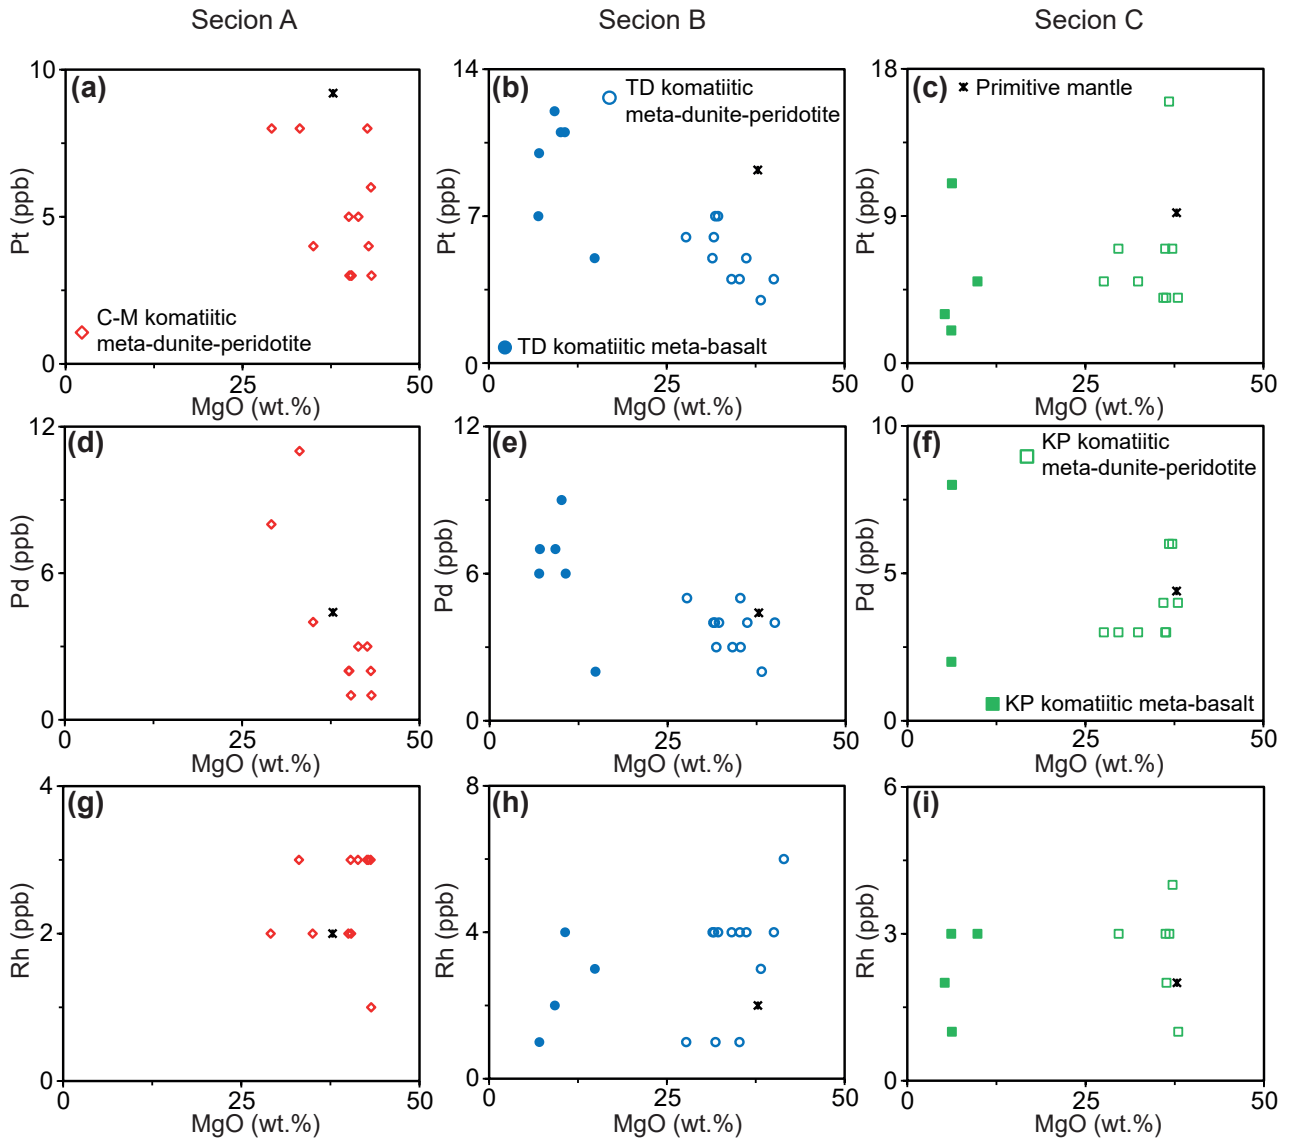 Secion A
Secion B
Secion C
(a)
10
5
0
Pt (ppb)
C-M komatiitic
meta-dunite-peridotite
0
25
50
MgO (wt.%)
(b)
14
7
0
Pt (ppb)
TD komatiitic
meta-dunite-peridotite
TD komatiitic meta-basalt
0
25
50
MgO (wt.%)
(c)
18
9
0
Pt (ppb)
Primitive mantle
0
25
50
MgO (wt.%)
(d)
12
6
0
Pd (ppb)
0
25
50
MgO (wt.%)
(e)
12
6
0
Pd (ppb)
0
25
50
MgO (wt.%)
(f)
10
5
0
Pd (ppb)
KP komatiitic
meta-dunite-peridotite
KP komatiitic meta-basalt
0
25
50
MgO (wt.%)
(g)
4
2
0
Rh (ppb)
0
25
50
MgO (wt.%)
(h)
8
4
0
Rh (ppb)
0
25
50
MgO (wt.%)
(i)
6
3
0
Rh (ppb)
0
25
50
MgO (wt.%)